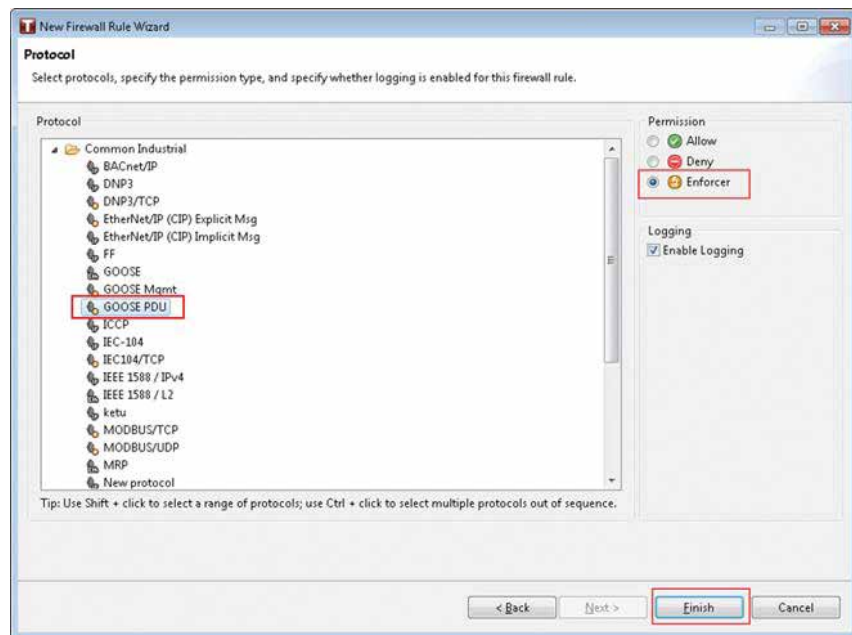 New Firewall Rule Wizard
Protocol
Select protocols, specify the permission type, and specify whether logging is enabled for this firewall rule.
Protocol
Common Industrial
BACnet/IP
DNP3
DNP3/TCP
EtherNet/IP (CIP) Explicit Msg
EtherNet/IP (CIP) Implicit Msg
FF
GOOSE
GOOSE Mgmt
GOOSE PDU
ICCP
IEC-104
IEC104/TCP
IEEE 1588 / IPv4
IEEE 1588 / L2
ketu
MODBUS/TCP
MODBUS/UDP
MRP
New protocol
Tip: Use Shift + click to select a range of protocols; use Ctrl + click to select multiple protocols out of sequence.
Permission
Allow
Deny
Enforcer
Logging
Enable Logging
< Back
Next >
Finish
Cancel